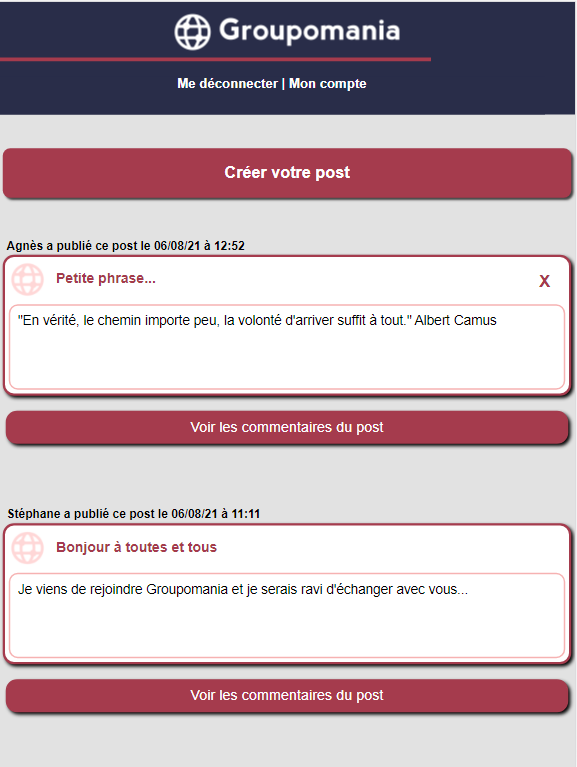 Groupomania
Me déconnecter | Mon compte
Créer votre post
Agnès a publié ce post le 06/08/21 à 12:52
Petite phrase...
X
"En vérité, le chemin importe peu, la volonté d'arriver suffit à tout." Albert Camus
Voir les commentaires du post
Stéphane a publié ce post le 06/08/21 à 11:11
Bonjour à toutes et tous
Je viens de rejoindre Groupomania et je serais ravi d'échanger avec vous...
Voir les commentaires du post